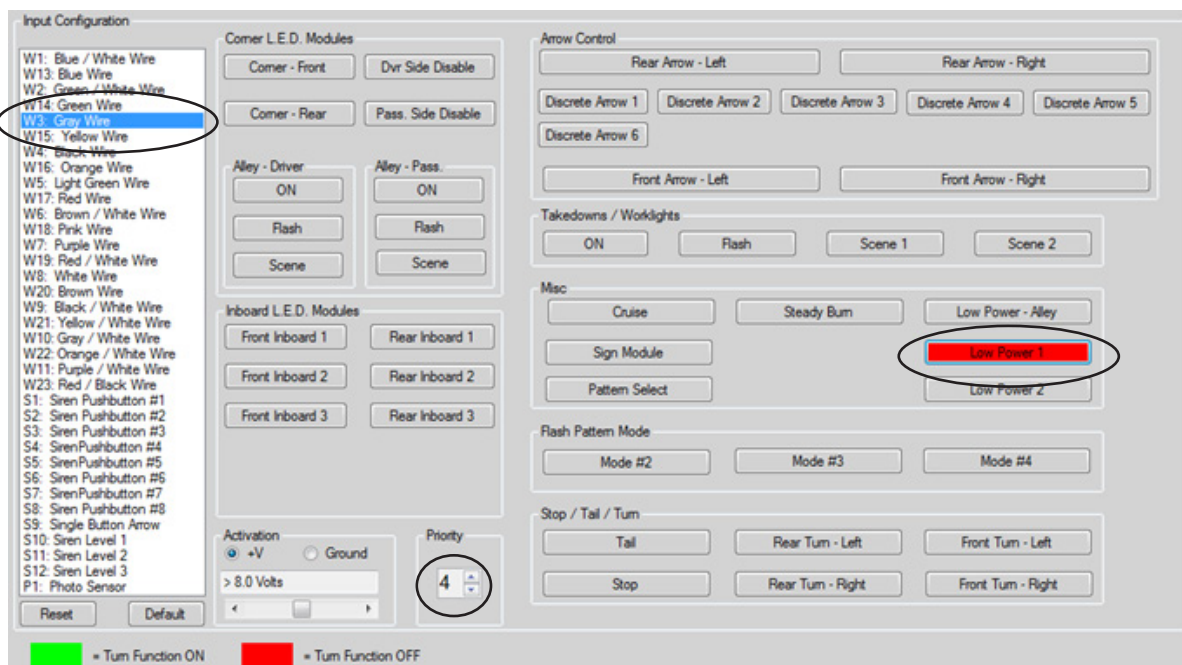 Input Configuration
W1: Blue / White Wire
W13: Blue Wire
W2: Green / White Wire
W14: Green Wire
W3: Gray Wire
W15: Yellow Wire
W4: Black Wire
W16: Orange Wire
W5: Light Green Wire
W17: Red Wire
W6: Brown / White Wire
W18: Pink Wire
W7: Purple Wire
W19: Red / White Wire
W8: White Wire
W20: Brown Wire
W9: Black / White Wire
W21: Yellow / White Wire
W10: Gray / White Wire
W22: Orange / White Wire
W11: Purple / White Wire
W23: Red / Black Wire
S1: Siren Pushbutton #1
S2: Siren Pushbutton #2
S3: Siren Pushbutton #3
S4: SirenPushbutton #4
S5: SirenPushbutton #5
S6: Siren Pushbutton #6
S7: SirenPushbutton #7
S8: Siren Pushbutton #8
S9: Single Button Arrow
S10: Siren Level 1
S11: Siren Level 2
S12: Siren Level 3
P1: Photo Sensor
Reset Default
Corner L.E.D. Modules
Corner - Front Dvr Side Disable
Corner - Rear Pass. Side Disable
Alley - Driver Alley - Pass.
ON ON
Flash Flash
Scene Scene
Inboard L.E.D. Modules
Front Inboard 1 Rear Inboard 1
Front Inboard 2 Rear Inboard 2
Front Inboard 3 Rear Inboard 3
Activation Priority
+V Ground
> 8.0 Volts 4
Arrow Control
Rear Arrow - Left Rear Arrow - Right
Discrete Arrow 1 Discrete Arrow 2 Discrete Arrow 3 Discrete Arrow 4 Discrete Arrow 5
Discrete Arrow 6
Front Arrow - Left Front Arrow - Right
Takedowns / Worklights
ON Flash Scene 1 Scene 2
Misc
Cruise Steady Burn Low Power - Alley
Sign Module Low Power 1
Pattern Select Low Power 2
Flash Pattern Mode
Mode #2 Mode #3 Mode #4
Stop / Tail / Turn
Tail Rear Turn - Left Front Turn - Left
Stop Rear Turn - Right Front Turn - Right
= Turn Function ON = Turn Function OFF